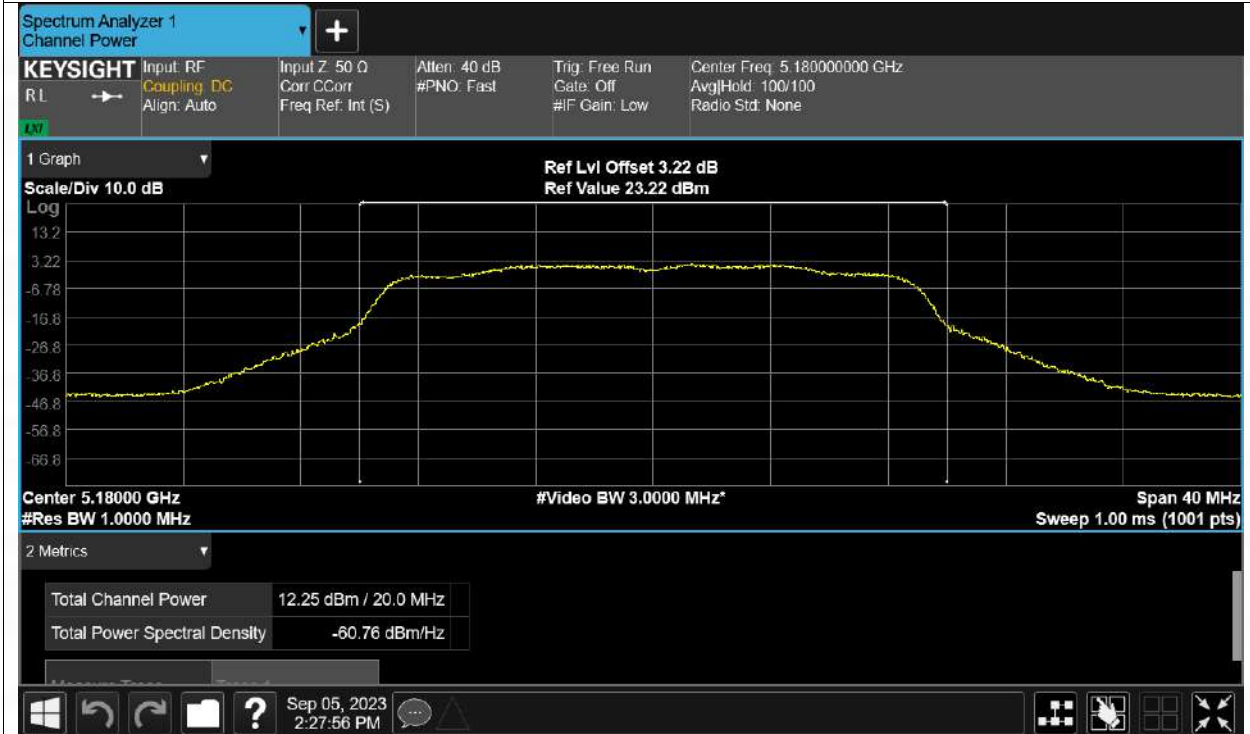 Spectrum Analyzer 1
Channel Power
+
KEYSIGHT
R L
LXI
Input: RF
Coupling: DC
Align: Auto
Input Z: 50 Ω
Corr CCorr
Freq Ref: Int (S)
Atten: 40 dB
#PNO: Fast
Trig: Free Run
Gate: Off
#IF Gain: Low
Center Freq: 5.180000000 GHz
Avg|Hold: 100/100
Radio Std: None
1 Graph
Scale/Div 10.0 dB
Ref Lvl Offset 3.22 dB
Ref Value 23.22 dBm
Log
13.2
3.22
-6.78
-16.8
-26.8
-36.8
-46.8
-56.8
-66.8
Center 5.18000 GHz
#Video BW 3.0000 MHz*
Span 40 MHz
#Res BW 1.0000 MHz
Sweep 1.00 ms (1001 pts)
2 Metrics
Total Channel Power 12.25 dBm / 20.0 MHz
Total Power Spectral Density -60.76 dBm/Hz
?
Sep 05, 2023
2:27:56 PM